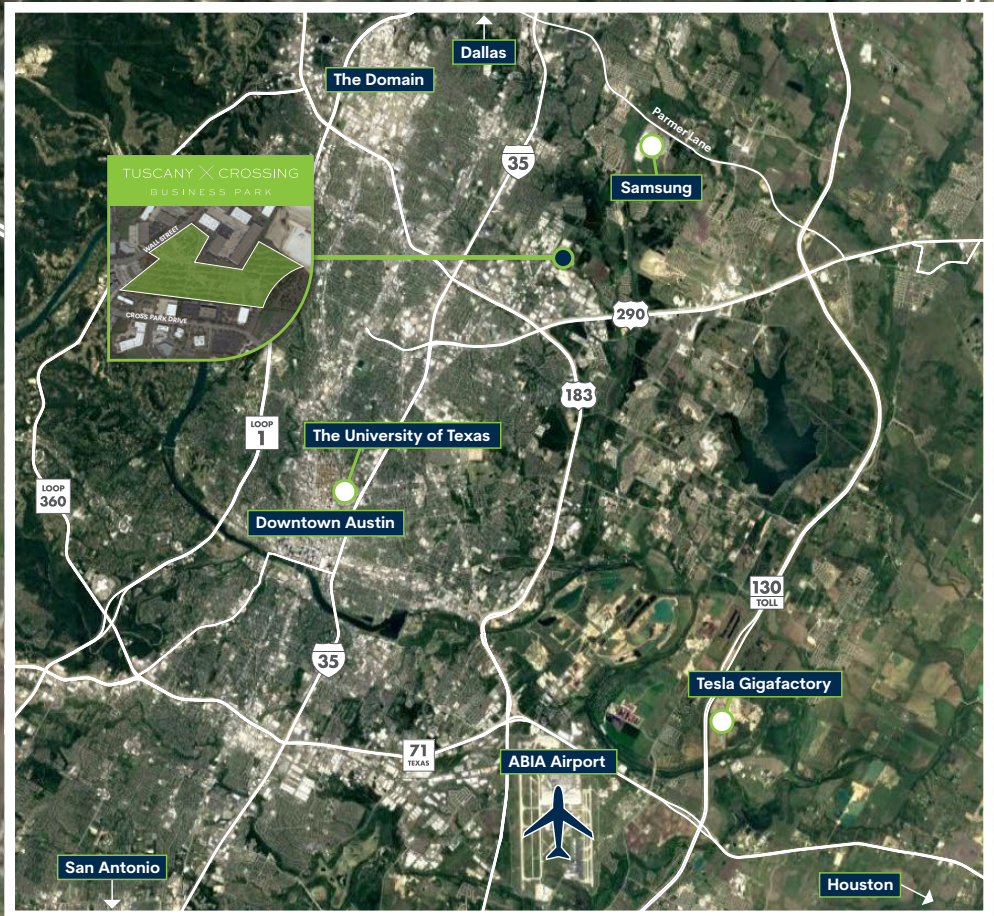 Dallas
The Domain
Parmer Lane
35
TUSCANY CROSSING
BUSINESS PARK
Samsung
WALL STREET
290
CROSS PARK DRIVE
183
LOOP
1
The University of Texas
LOOP
360
Downtown Austin
130
TOLL
35
Tesla Gigafactory
71
TEXAS
ABIA Airport
San Antonio
Houston